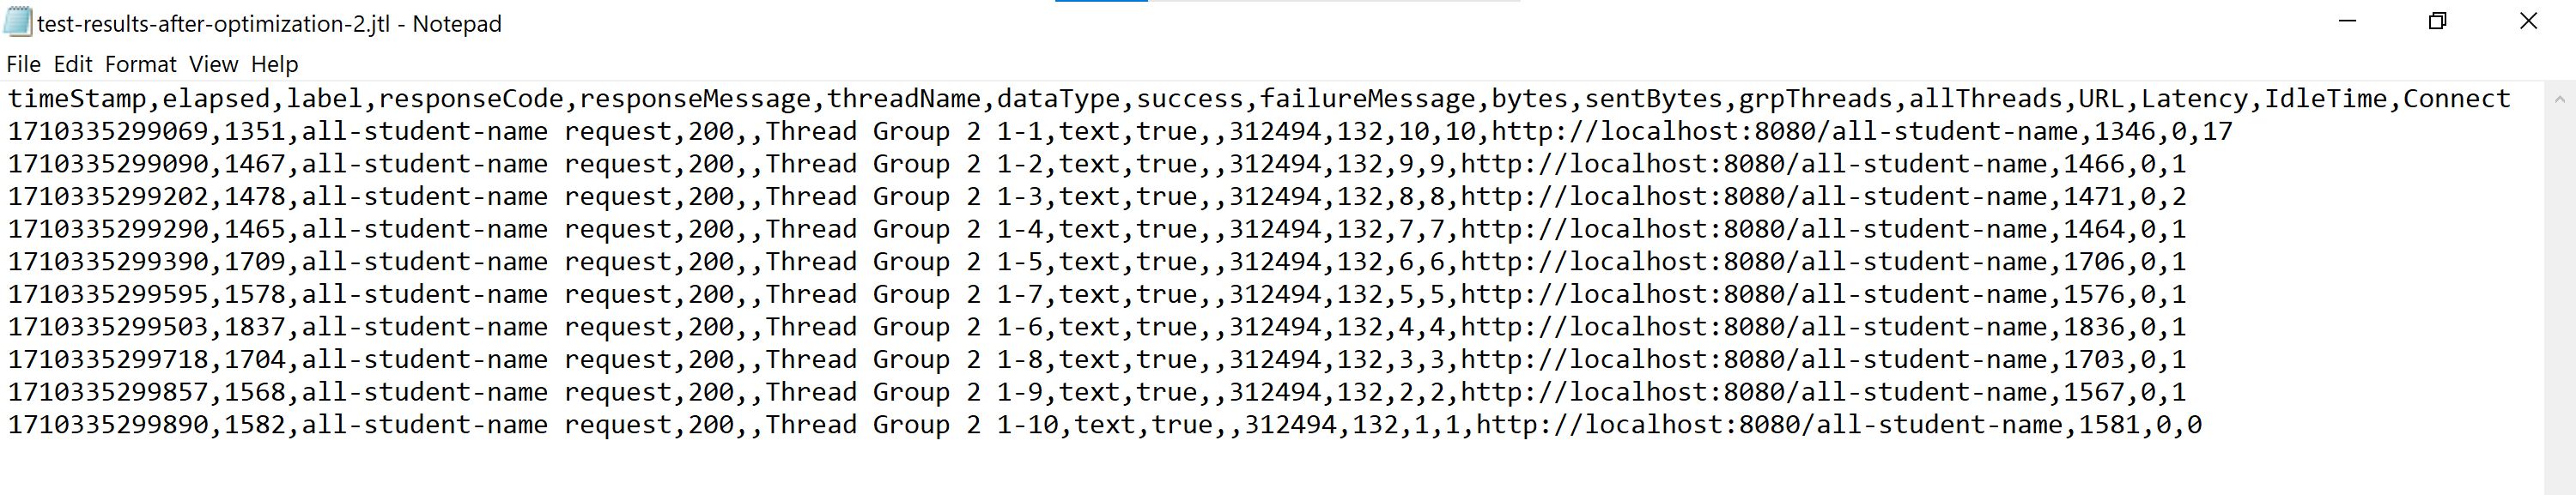 test-results-after-optimization-2.jtl - Notepad
File Edit Format View Help
timeStamp,elapsed,label,responseCode,responseMessage,threadName,dataType,success,failureMessage,bytes,sentBytes,grpThreads,allThreads,URL,Latency,IdleTime,Connect
1710335299069,1351,all-student-name request,200,,Thread Group 2 1-1,text,true,,312494,132,10,10,http://localhost:8080/all-student-name,1346,0,17
1710335299090,1467,all-student-name request,200,,Thread Group 2 1-2,text,true,,312494,132,9,9,http://localhost:8080/all-student-name,1466,0,1
1710335299202,1478,all-student-name request,200,,Thread Group 2 1-3,text,true,,312494,132,8,8,http://localhost:8080/all-student-name,1471,0,2
1710335299290,1465,all-student-name request,200,,Thread Group 2 1-4,text,true,,312494,132,7,7,http://localhost:8080/all-student-name,1464,0,1
1710335299390,1709,all-student-name request,200,,Thread Group 2 1-5,text,true,,312494,132,6,6,http://localhost:8080/all-student-name,1706,0,1
1710335299595,1578,all-student-name request,200,,Thread Group 2 1-7,text,true,,312494,132,5,5,http://localhost:8080/all-student-name,1576,0,1
1710335299503,1837,all-student-name request,200,,Thread Group 2 1-6,text,true,,312494,132,4,4,http://localhost:8080/all-student-name,1836,0,1
1710335299718,1704,all-student-name request,200,,Thread Group 2 1-8,text,true,,312494,132,3,3,http://localhost:8080/all-student-name,1703,0,1
1710335299857,1568,all-student-name request,200,,Thread Group 2 1-9,text,true,,312494,132,2,2,http://localhost:8080/all-student-name,1567,0,1
1710335299890,1582,all-student-name request,200,,Thread Group 2 1-10,text,true,,312494,132,1,1,http://localhost:8080/all-student-name,1581,0,0